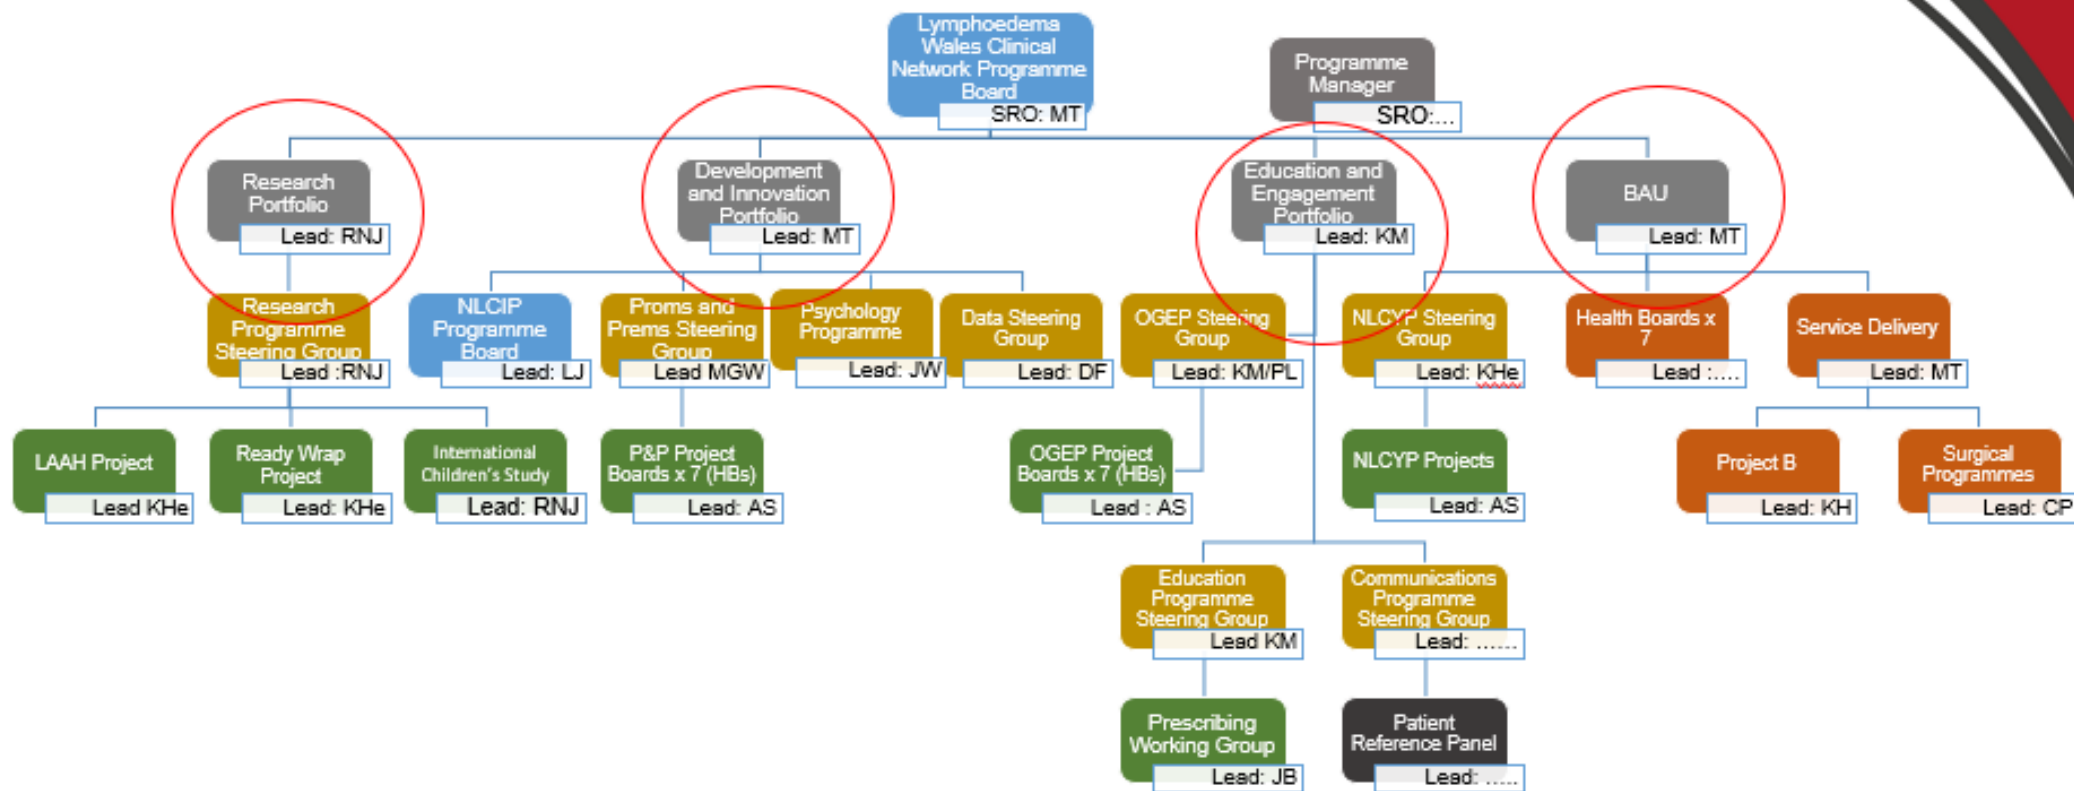 Lymphoedema
Wales Clinical
Network Programme
Board
SRO: MT
Programme
Manager
SRO:...
Research
Portfolio
Lead: RNJ
Development
and Innovation
Portfolio
Lead: MT
Education and
Engagement
Portfolio
Lead: KM
BAU
Lead: MT
Research
Programme
Steering Group
Lead :RNJ
NLCIP
Programme
Board
Lead: LJ
Proms and
Prems Steering
Group
Lead MGW
Psychology
Programme
Lead: JW
Data Steering
Group
Lead: DF
OGEP Steering
Group
Lead: KM/PL
NLCYP Steering
Group
Lead: KHe
Health Boards x
7
Lead :....
Service Delivery
Lead: MT
LAAH Project
Lead KHe
Ready Wrap
Project
Lead: KHe
International
Children's Study
Lead: RNJ
P&P Project
Boards x 7 (HBs)
Lead: AS
OGEP Project
Boards x 7 (HBs)
Lead : AS
NLCYP Projects
Lead: AS
Project B
Lead: KH
Surgical
Programmes
Lead: CP
Education
Programme
Steering Group
Lead KM
Communications
Programme
Steering Group
Lead: ......
Prescribing
Working Group
Lead: JB
Patient
Reference Panel
Lead: .....